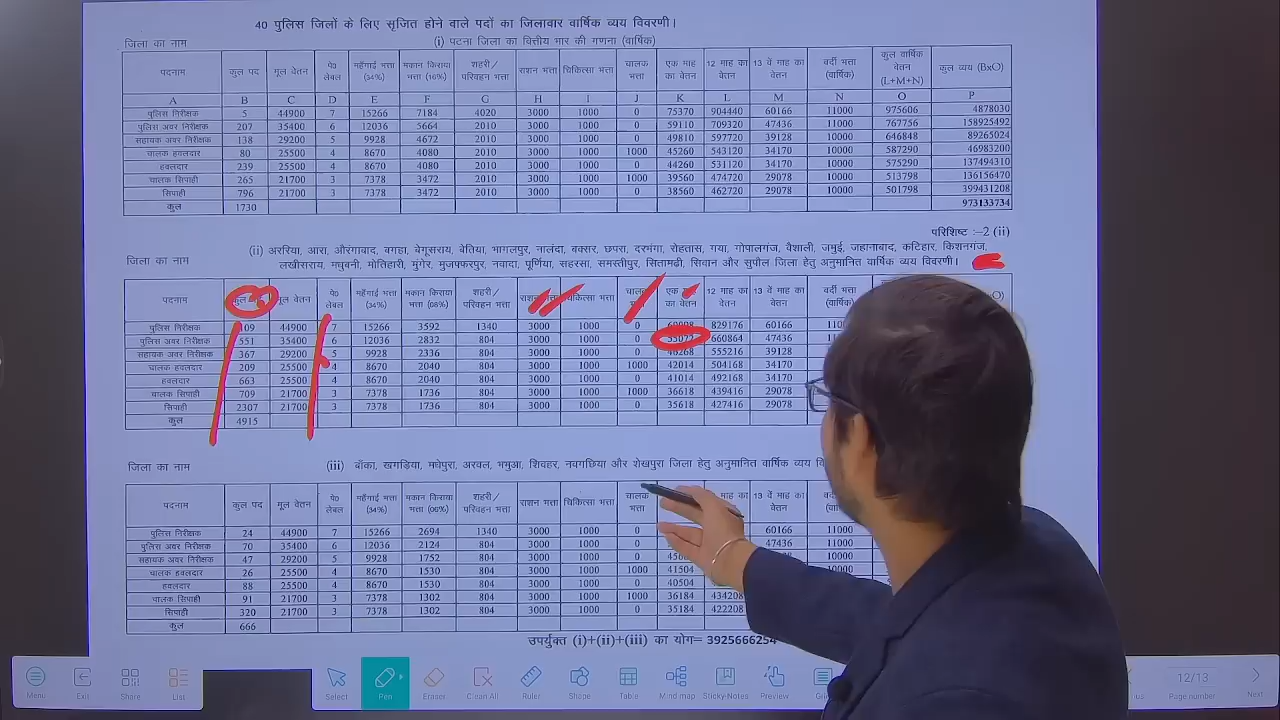 40 पुलिस जिलों के लिए सृजित होने वाले पदों का जिलावार वार्षिक व्यय विवरणी।
जिला का नाम (i) पटना जिला का वित्तीय भार की गणना (वार्षिक)
पदनाम कुल पद मूल वेतन पे0 लेबल महँगाई भत्ता (34%) मकान किराया भत्ता (16%) शहरी/ परिवहन भत्ता राशन भत्ता चिकित्सा भत्ता चालक भत्ता एक माह का वेतन 12 माह का वेतन 13 वें माह का वेतन वर्दी भत्ता (वार्षिक) कुल वार्षिक वेतन (L+M+N) कुल व्यय (BxO)
A B C D E F G H I J K L M N O P
पुलिस निरीक्षक 5 44900 7 15266 7184 4020 3000 1000 0 75370 904440 60166 11000 975606 4878030
पुलिस अवर निरीक्षक 207 35400 6 12036 5664 2010 3000 1000 0 59110 709320 47436 11000 767756 158925492
सहायक अवर निरीक्षक 138 29200 5 9928 4672 2010 3000 1000 0 49810 597720 39128 10000 646848 89265024
चालक हवलदार 80 25500 4 8670 4080 2010 3000 1000 1000 45260 543120 34170 10000 587290 46983200
हवलदार 239 25500 4 8670 4080 2010 3000 1000 0 44260 531120 34170 10000 575290 137494310
चालक सिपाही 265 21700 3 7378 3472 2010 3000 1000 1000 39560 474720 29078 10000 513798 136156470
सिपाही 796 21700 3 7378 3472 2010 3000 1000 0 38560 462720 29078 10000 501798 399431208
कुल 1730 973133734
परिशिष्ट :–2 (ii)
(ii) अररिया, आरा, औरंगाबाद, बगहा, बेगूसराय, बेतिया, भागलपुर, नालंदा, बक्सर, छपरा, दरभंगा, रोहतास, गया, गोपालगंज, वैशाली, जमुई, जहानाबाद, कटिहार, किशनगंज,
जिला का नाम लखीसराय, मधुबनी, मोतिहारी, मुंगेर, मुजफ्फरपुर, नवादा, पूर्णिया, सहरसा, समस्तीपुर, सितामढी, सिवान और सुपौल जिला हेतु अनुमानित वार्षिक व्यय विवरणी।
पदनाम कुल मूल वेतन पे0 लेबल महँगाई भत्ता (34%) मकान किराया भत्ता (08%) शहरी/ परिवहन भत्ता चिकित्सा भत्ता एक का वेतन 12 माह का वेतन 13 वें माह का वेतन वर्दी भत्ता (वार्षिक)
पुलिस निरीक्षक 109 44900 7 15266 3592 1340 3000 1000 0 829176 60166
पुलिस अवर निरीक्षक 551 35400 6 12036 2832 804 3000 1000 0 660864 47436
सहायक अवर निरीक्षक 367 29200 5 9928 2336 804 3000 1000 0 46268 555216 39128
चालक हवलदार 209 25500 4 8670 2040 804 3000 1000 1000 42014 504168 34170
हवलदार 663 25500 4 8670 2040 804 3000 1000 0 41014 492168 34170
चालक सिपाही 709 21700 3 7378 1736 804 3000 1000 1000 36618 439416 29078
सिपाही 2307 21700 3 7378 1736 804 3000 1000 0 35618 427416 29078
कुल 4915
जिला का नाम (iii) बाँका, खगड़िया, मधेपुरा, अरवल, भभुआ, शिवहर, नवगछिया और शेखपुरा जिला हेतु अनुमानित वार्षिक व्यय
पदनाम कुल पद मूल वेतन पे0 लेबल महँगाई भत्ता (34%) मकान किराया भत्ता (06%) शहरी/ परिवहन भत्ता राशन भत्ता चिकित्सा भत्ता चालक भत्ता माह का वेतन 13 वें माह का वेतन
पुलिस निरीक्षक 24 44900 7 15266 2694 1340 3000 1000 0 60166 11000
पुलिस अवर निरीक्षक 70 35400 6 12036 2124 804 3000 1000 0 47436 11000
सहायक अवर निरीक्षक 47 29200 5 9928 1752 804 3000 1000 0 39128 10000
चालक हवलदार 26 25500 4 8670 1530 804 3000 1000 1000 41504 10000
हवलदार 88 25500 4 8670 1530 804 3000 1000 0 40504
चालक सिपाही 91 21700 3 7378 1302 804 3000 1000 1000 36184 434208
सिपाही 320 21700 3 7378 1302 804 3000 1000 0 35184 422208
कुल 666
उपर्युक्त (i)+(ii)+(iii) का योग= 3925666234
Menu Exit Share List Select Pen Eraser Clean All Ruler Shape Table Mind map Sticky-Notes Preview 12/13 Page number Next